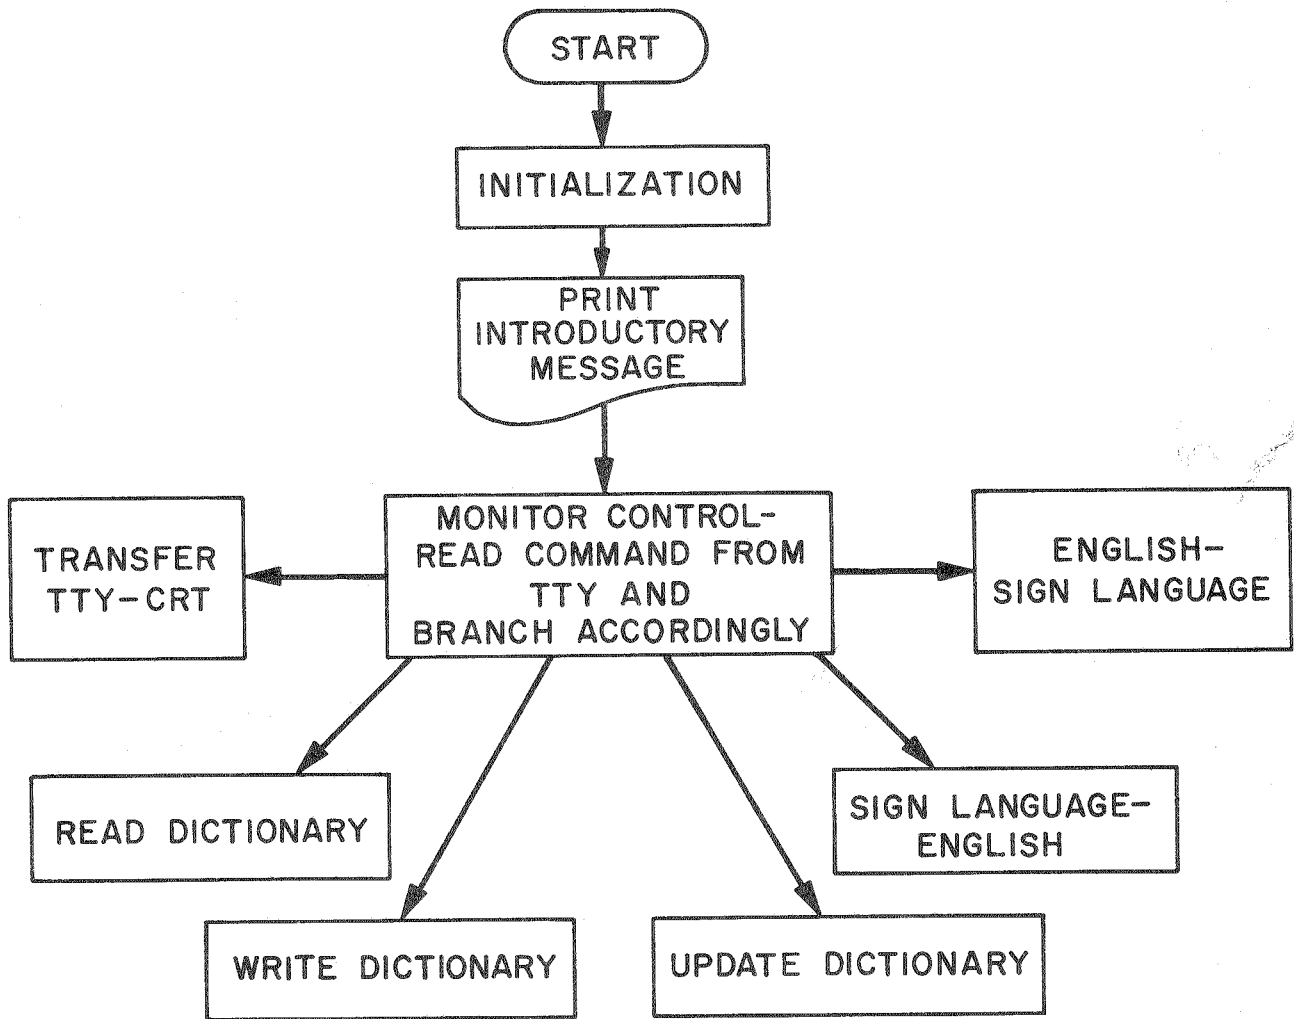 START
INITIALIZATION
PRINT
INTRODUCTORY
MESSAGE
MONITOR CONTROL-
READ COMMAND FROM
TTY AND
BRANCH ACCORDINGLY
TRANSFER
TTY-CRT
ENGLISH-
SIGN LANGUAGE
READ DICTIONARY
SIGN LANGUAGE-
ENGLISH
WRITE DICTIONARY
UPDATE DICTIONARY